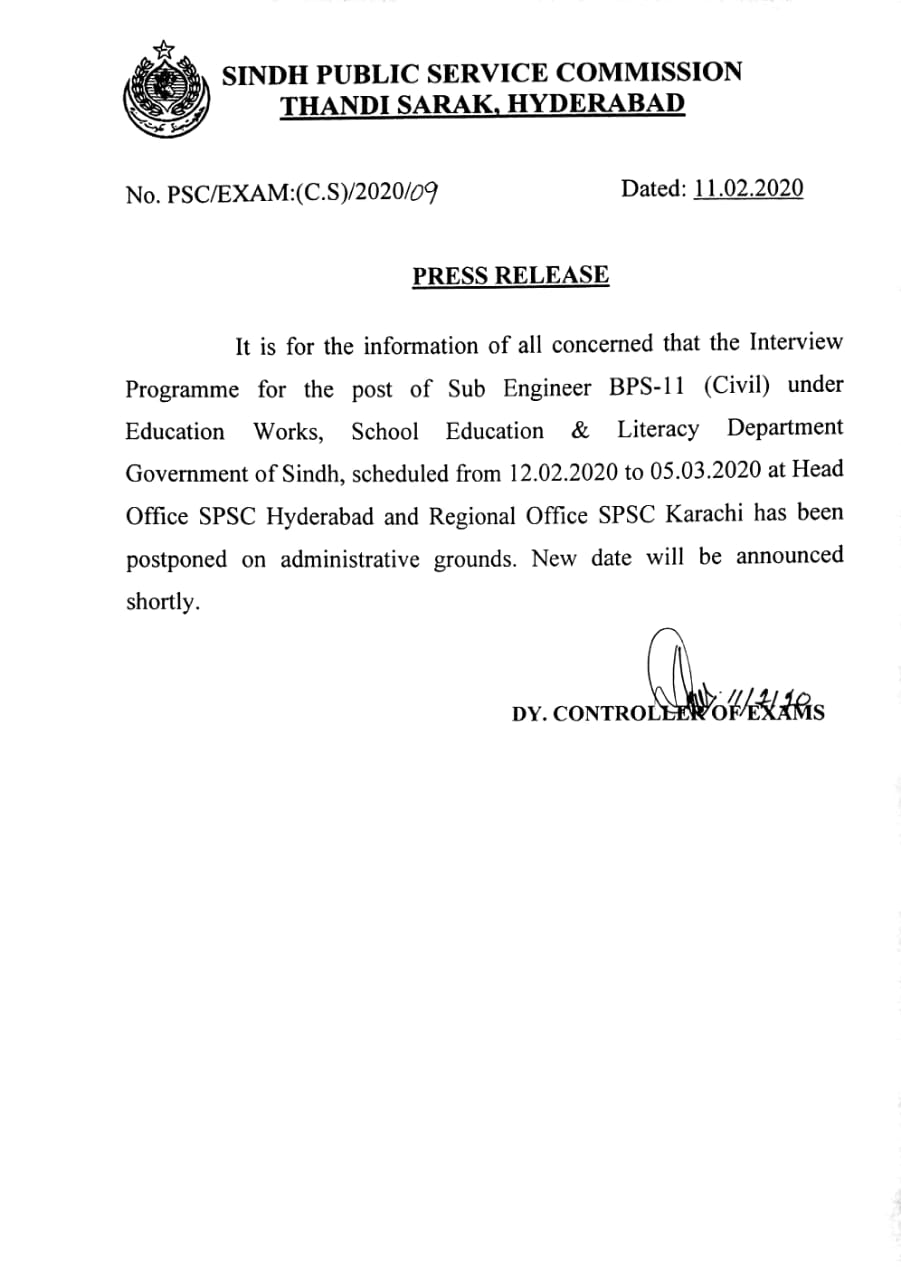 SINDH PUBLIC SERVICE COMMISSION
THANDI SARAK, HYDERABAD
No. PSC/EXAM:(C.S)/2020/09
Dated: 11.02.2020
PRESS RELEASE
It is for the information of all concerned that the Interview
Programme for the post of Sub Engineer BPS-11 (Civil) under
Education Works, School Education & Literacy Department
Government of Sindh, scheduled from 12.02.2020 to 05.03.2020 at Head
Office SPSC Hyderabad and Regional Office SPSC Karachi has been
postponed on administrative grounds. New date will be announced
shortly.
11/2/20
DY. CONTROLLER OF EXAMS